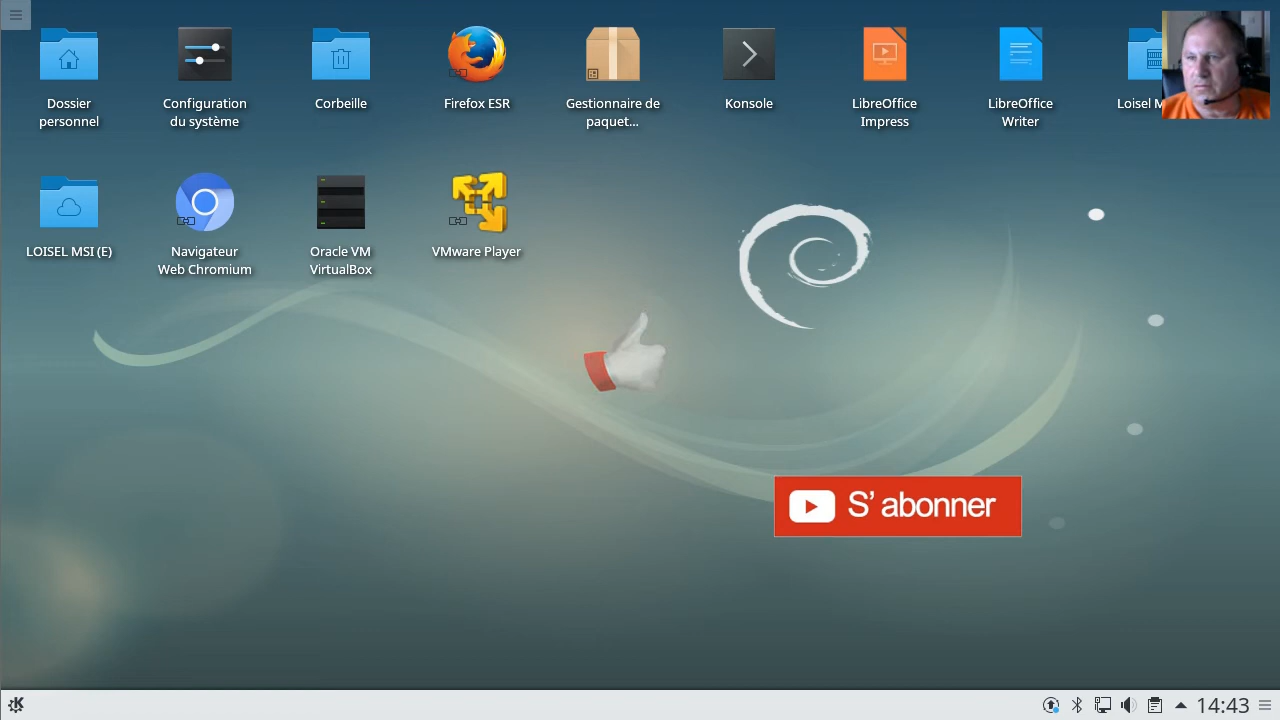 Dossier
personnel
Configuration
du système
Corbeille
Firefox ESR
Gestionnaire de
paquet...
Konsole
LibreOffice
Impress
LibreOffice
Writer
Loisel M
LOISEL MSI (E)
Navigateur
Web Chromium
Oracle VM
VirtualBox
VMware Player
S' abonner
14:43